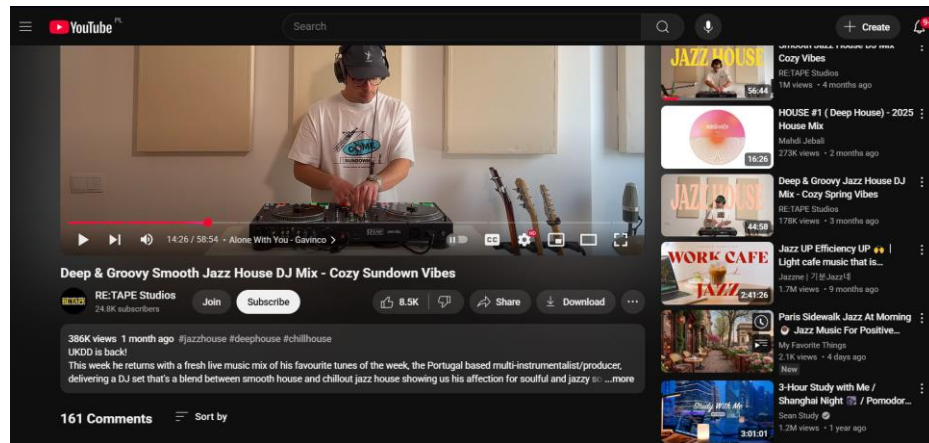 YouTube PL
Search
Create
9+
14:26 / 58:54 • Alone With You - Gavinco
CC
HD
Deep & Groovy Smooth Jazz House DJ Mix - Cozy Sundown Vibes
RE:TAPE Studios
24.8K subscribers
Join
Subscribe
8.5K
Share
Download
386K views 1 month ago #jazzhouse #deephouse #chillhouse
UKDD is back!
This week he returns with a fresh live music mix of his favourite tunes of the week, the Portugal based multi-instrumentalist/producer,
delivering a DJ set that's a blend between smooth house and chillout jazz house showing us his affection for soulful and jazzy so ...more
161 Comments
Sort by
JAZZ HOUSE
56:44
Smooth Jazz House DJ Mix
Cozy Vibes
RE:TAPE Studios
1M views • 4 months ago
16:26
HOUSE #1 ( Deep House) - 2025
House Mix
Mahdi Jebali
273K views • 2 months ago
JAZZ HOUSE
44:58
Deep & Groovy Jazz House DJ
Mix - Cozy Spring Vibes
RE:TAPE Studios
178K views • 3 months ago
WORK CAFE
JAZZ
2:41:26
Jazz UP Efficiency UP 🙌 |
Light cafe music that is...
Jazzne | 기분Jazz네
1.7M views • 9 months ago
Paris Sidewalk Jazz At Morning
☕ Jazz Music For Positive...
My Favorite Things
2.1K views • 4 days ago
New
Study With Me
3:01:01
3-Hour Study with Me /
Shanghai Night 🌃 / Pomodor...
Sean Study
1.2M views • 1 year ago